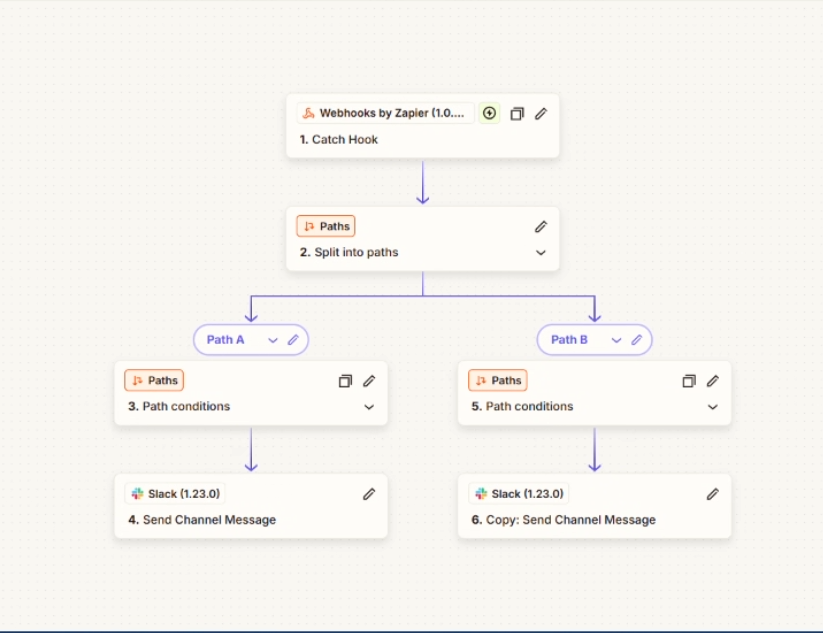 Webhooks by Zapier (1.0....
1. Catch Hook
Paths
2. Split into paths
Path A
Path B
Paths
3. Path conditions
Paths
5. Path conditions
Slack (1.23.0)
4. Send Channel Message
Slack (1.23.0)
6. Copy: Send Channel Message